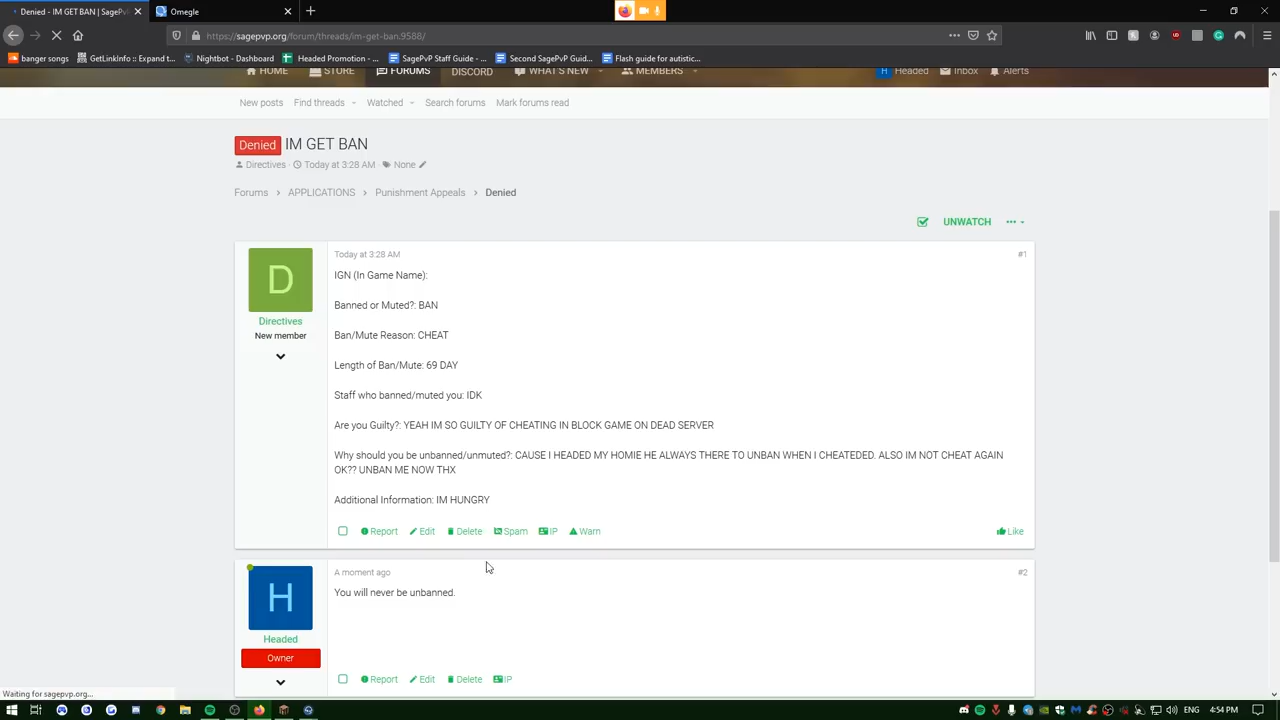 Denied - IM GET BAN | SagePv
Omegle
https://sagepvp.org/forum/threads/im-get-ban.9588/
banger songs
GetLinkInfo :: Expand t...
Nightbot - Dashboard
Headed Promotion - ...
SagePvP Staff Guide - ...
Second SagePvP Guid...
Flash guide for autistic...
HOME
STORE
FORUMS
DISCORD
WHAT'S NEW
MEMBERS
H Headed
Inbox
Alerts
New posts
Find threads
Watched
Search forums
Mark forums read
Denied IM GET BAN
Directives · Today at 3:28 AM · None
Forums > APPLICATIONS > Punishment Appeals > Denied
UNWATCH
D
Directives
New member
Today at 3:28 AM
#1
IGN (In Game Name):
Banned or Muted?: BAN
Ban/Mute Reason: CHEAT
Length of Ban/Mute: 69 DAY
Staff who banned/muted you: IDK
Are you Guilty?: YEAH IM SO GUILTY OF CHEATING IN BLOCK GAME ON DEAD SERVER
Why should you be unbanned/unmuted?: CAUSE I HEADED MY HOMIE HE ALWAYS THERE TO UNBAN WHEN I CHEATEDED. ALSO IM NOT CHEAT AGAIN
OK?? UNBAN ME NOW THX
Additional Information: IM HUNGRY
Report Edit Delete Spam IP Warn
Like
H
Headed
Owner
A moment ago
#2
You will never be unbanned.
Report Edit Delete IP
Waiting for sagepvp.org...
ENG
4:54 PM